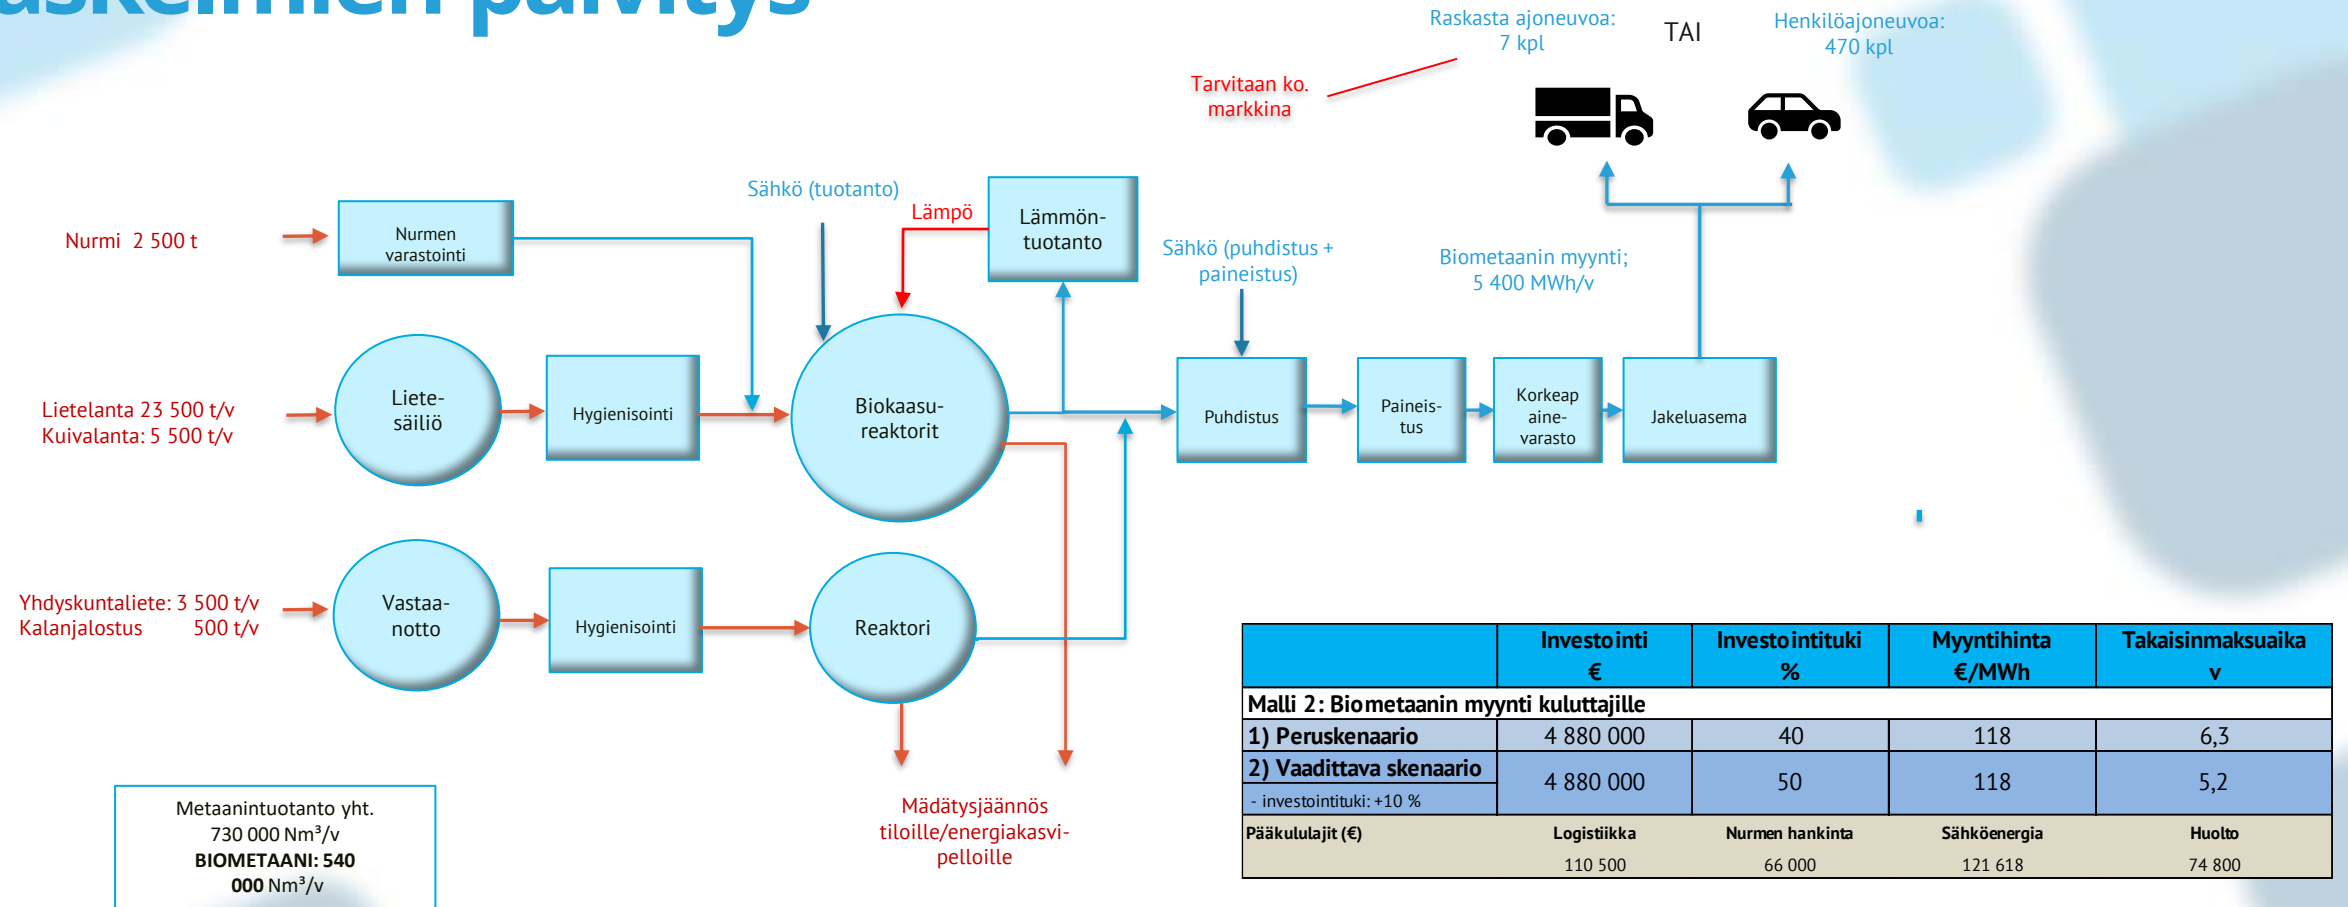 päivitys
Raskasta ajoneuvoa:
7 kpl
TAI
Henkilöajoneuvoa:
470 kpl
Tarvitaan ko.
markkina
Sähkö (tuotanto)
Lämpö
Lämmön-
tuotanto
Nurmi 2 500 t
Nurmen
varastointi
Sähkö (puhdistus +
paineistus)
Biometaanin myynti;
5 400 MWh/v
Lietelanta 23 500 t/v
Kuivalanta: 5 500 t/v
Liete-
säiliö
Hygienisointi
Biokaasu-
reaktorit
Puhdistus
Paineis-
tus
Korkeap
aine-
varasto
Jakeluasema
Yhdyskuntaliete: 3 500 t/v
Kalanjalostus 500 t/v
Vastaa-
notto
Hygienisointi
Reaktori
Mädätysjäännös
tiloille/energiakasvi-
pelloille
Metaanintuotanto yht.
730 000 Nm³/v
BIOMETAANI: 540
000 Nm³/v
Investointi Investointituki Myyntihinta Takaisinmaksuaika
€ % €/MWh v
Malli 2: Biometaanin myynti kuluttajille
1) Peruskenaario 4 880 000 40 118 6,3
2) Vaadittava skenaario 4 880 000 50 118 5,2
- investointituki: +10 %
Pääkululajit (€) Logistiikka Nurmen hankinta Sähköenergia Huolto
110 500 66 000 121 618 74 800